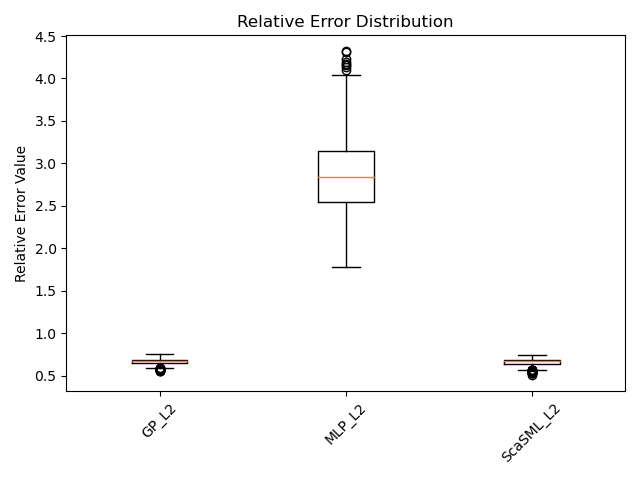 Relative Error Distribution
Relative Error Value
4.5
4.0
3.5
3.0
2.5
2.0
1.5
1.0
0.5
GP_L2
MLP_L2
ScaSML_L2